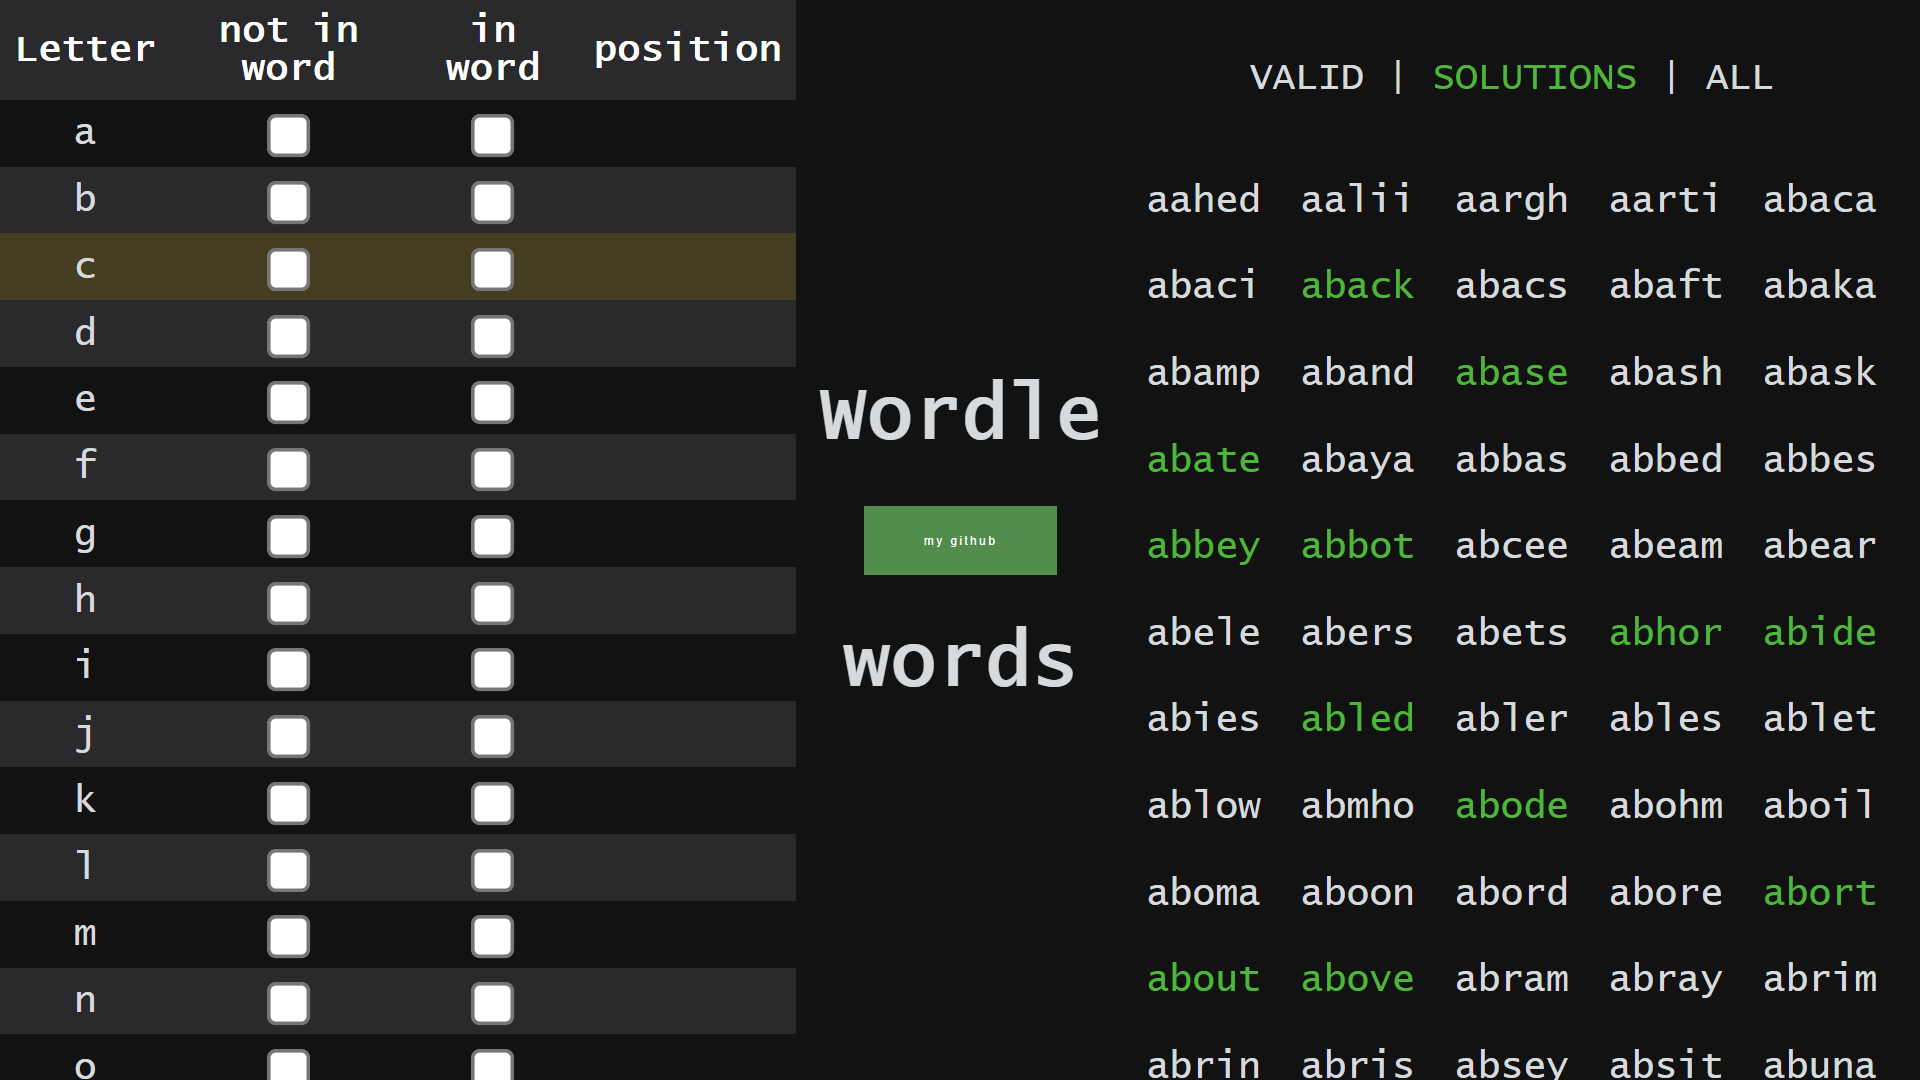 Letter not in word in word position
a
b
c
d
e
f
g
h
i
j
k
l
m
n
o
Wordle
my github
words
VALID | SOLUTIONS | ALL
aahed aalii aargh aarti abaca
abaci aback abacs abaft abaka
abamp aband abase abash abask
abate abaya abbas abbed abbes
abbey abbot abcee abeam abear
abele abers abets abhor abide
abies abled abler ables ablet
ablow abmho abode abohm aboil
aboma aboon abord abore abort
about above abram abray abrim
abrin abris absey absit abuna